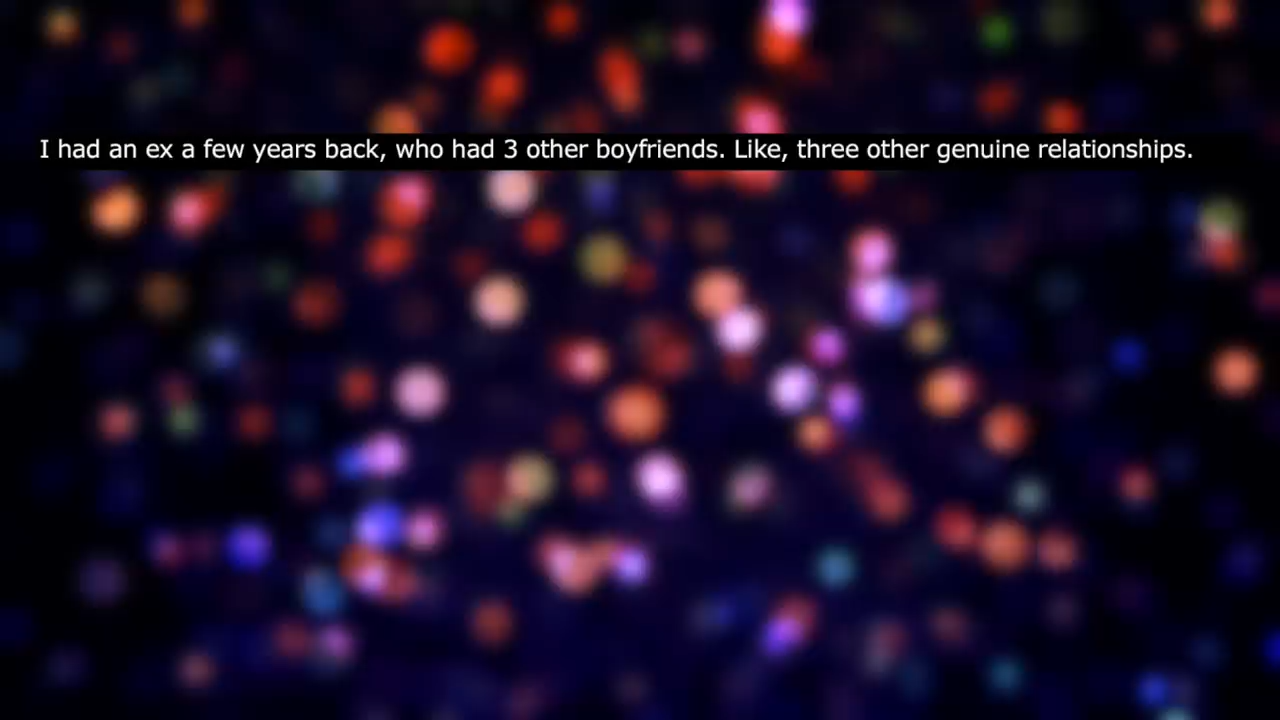 I had an ex a few years back, who had 3 other boyfriends. Like, three other genuine relationships.